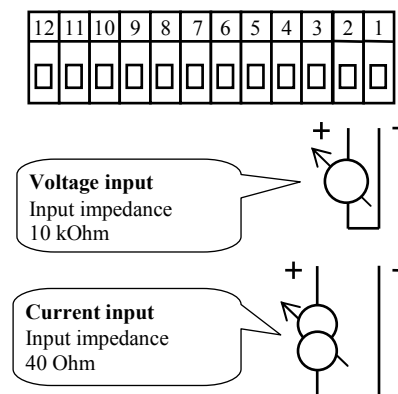 12 11 10 9 8 7 6 5 4 3 2 1
+ -
Voltage input
Input impedance
10 kOhm
+ -
Current input
Input impedance
40 Ohm